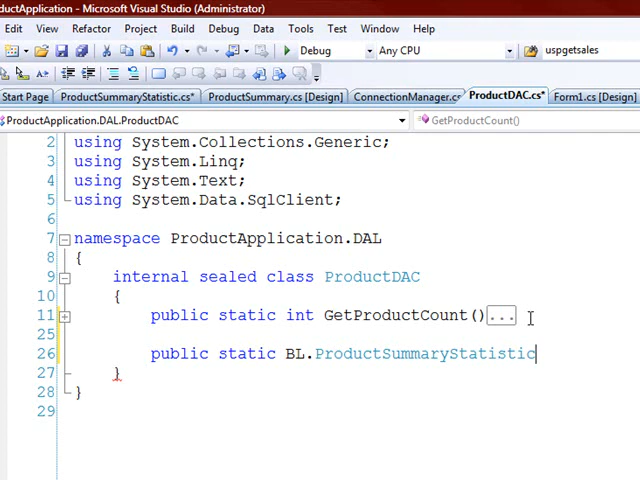 ductApplication - Microsoft Visual Studio (Administrator)
Edit View Refactor Project Build Debug Data Tools Test Window Help
Debug Any CPU uspgetsales
Start Page ProductSummaryStatistic.cs* ProductSummary.cs [Design] ConnectionManager.cs ProductDAC.cs* Form1.cs [Design]
ProductApplication.DAL.ProductDAC GetProductCount()
2 using System.Collections.Generic;
3 using System.Linq;
4 using System.Text;
5 using System.Data.SqlClient;
6
7 namespace ProductApplication.DAL
8 {
9 internal sealed class ProductDAC
10 {
11 public static int GetProductCount()...
25
26 public static BL.ProductSummaryStatistic
27 }
28 }
29